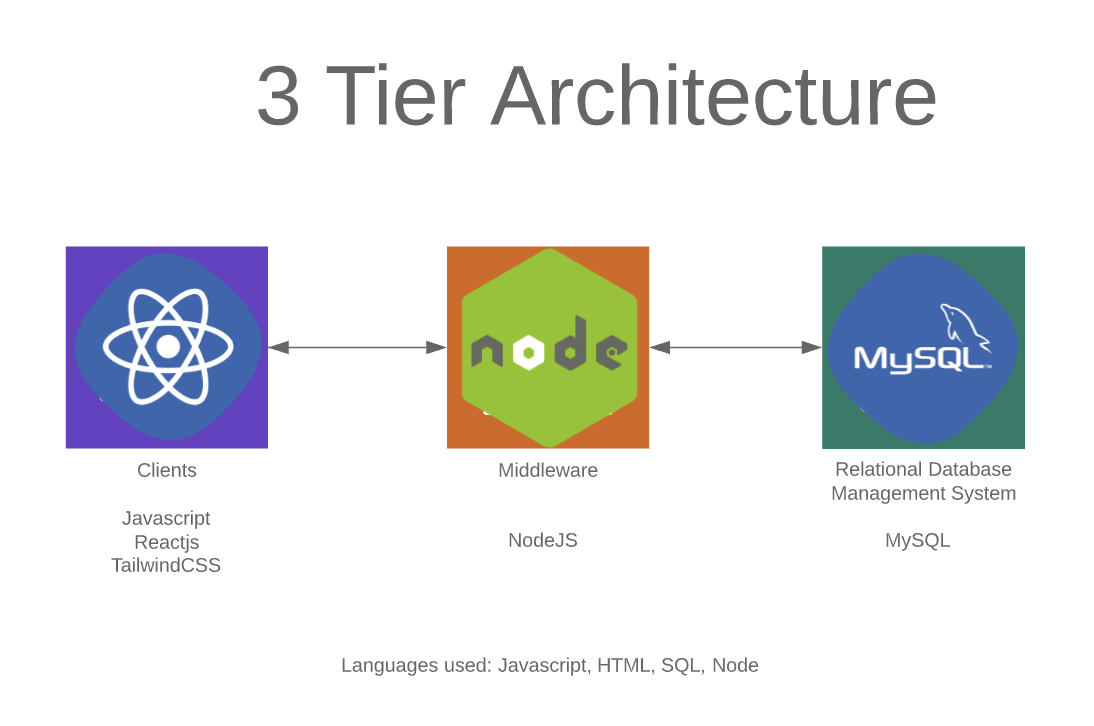 3 Tier Architecture
node
MySQL™
Clients
Javascript
Reactjs
TailwindCSS
Middleware
NodeJS
Relational Database
Management System
MySQL
Languages used: Javascript, HTML, SQL, Node